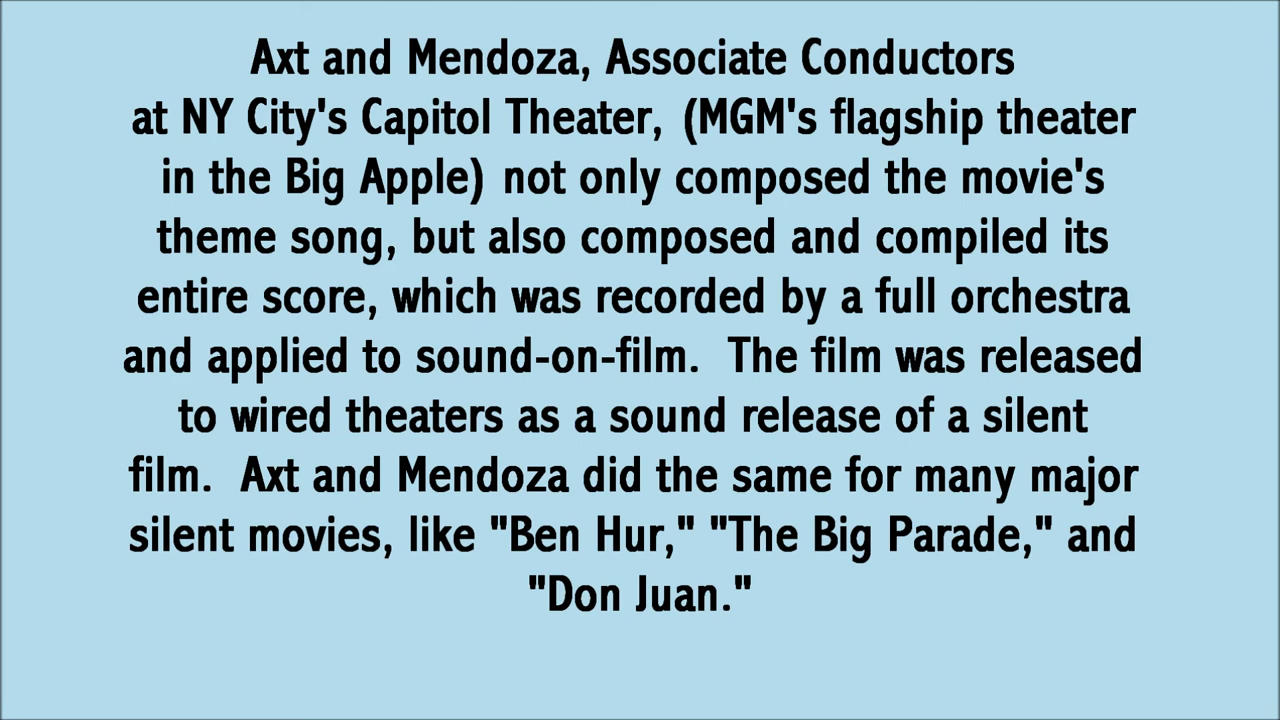 Axt and Mendoza, Associate Conductors
at NY City's Capitol Theater, (MGM's flagship theater
in the Big Apple) not only composed the movie's
theme song, but also composed and compiled its
entire score, which was recorded by a full orchestra
and applied to sound-on-film.  The film was released
to wired theaters as a sound release of a silent
film.  Axt and Mendoza did the same for many major
silent movies, like "Ben Hur," "The Big Parade," and
"Don Juan."